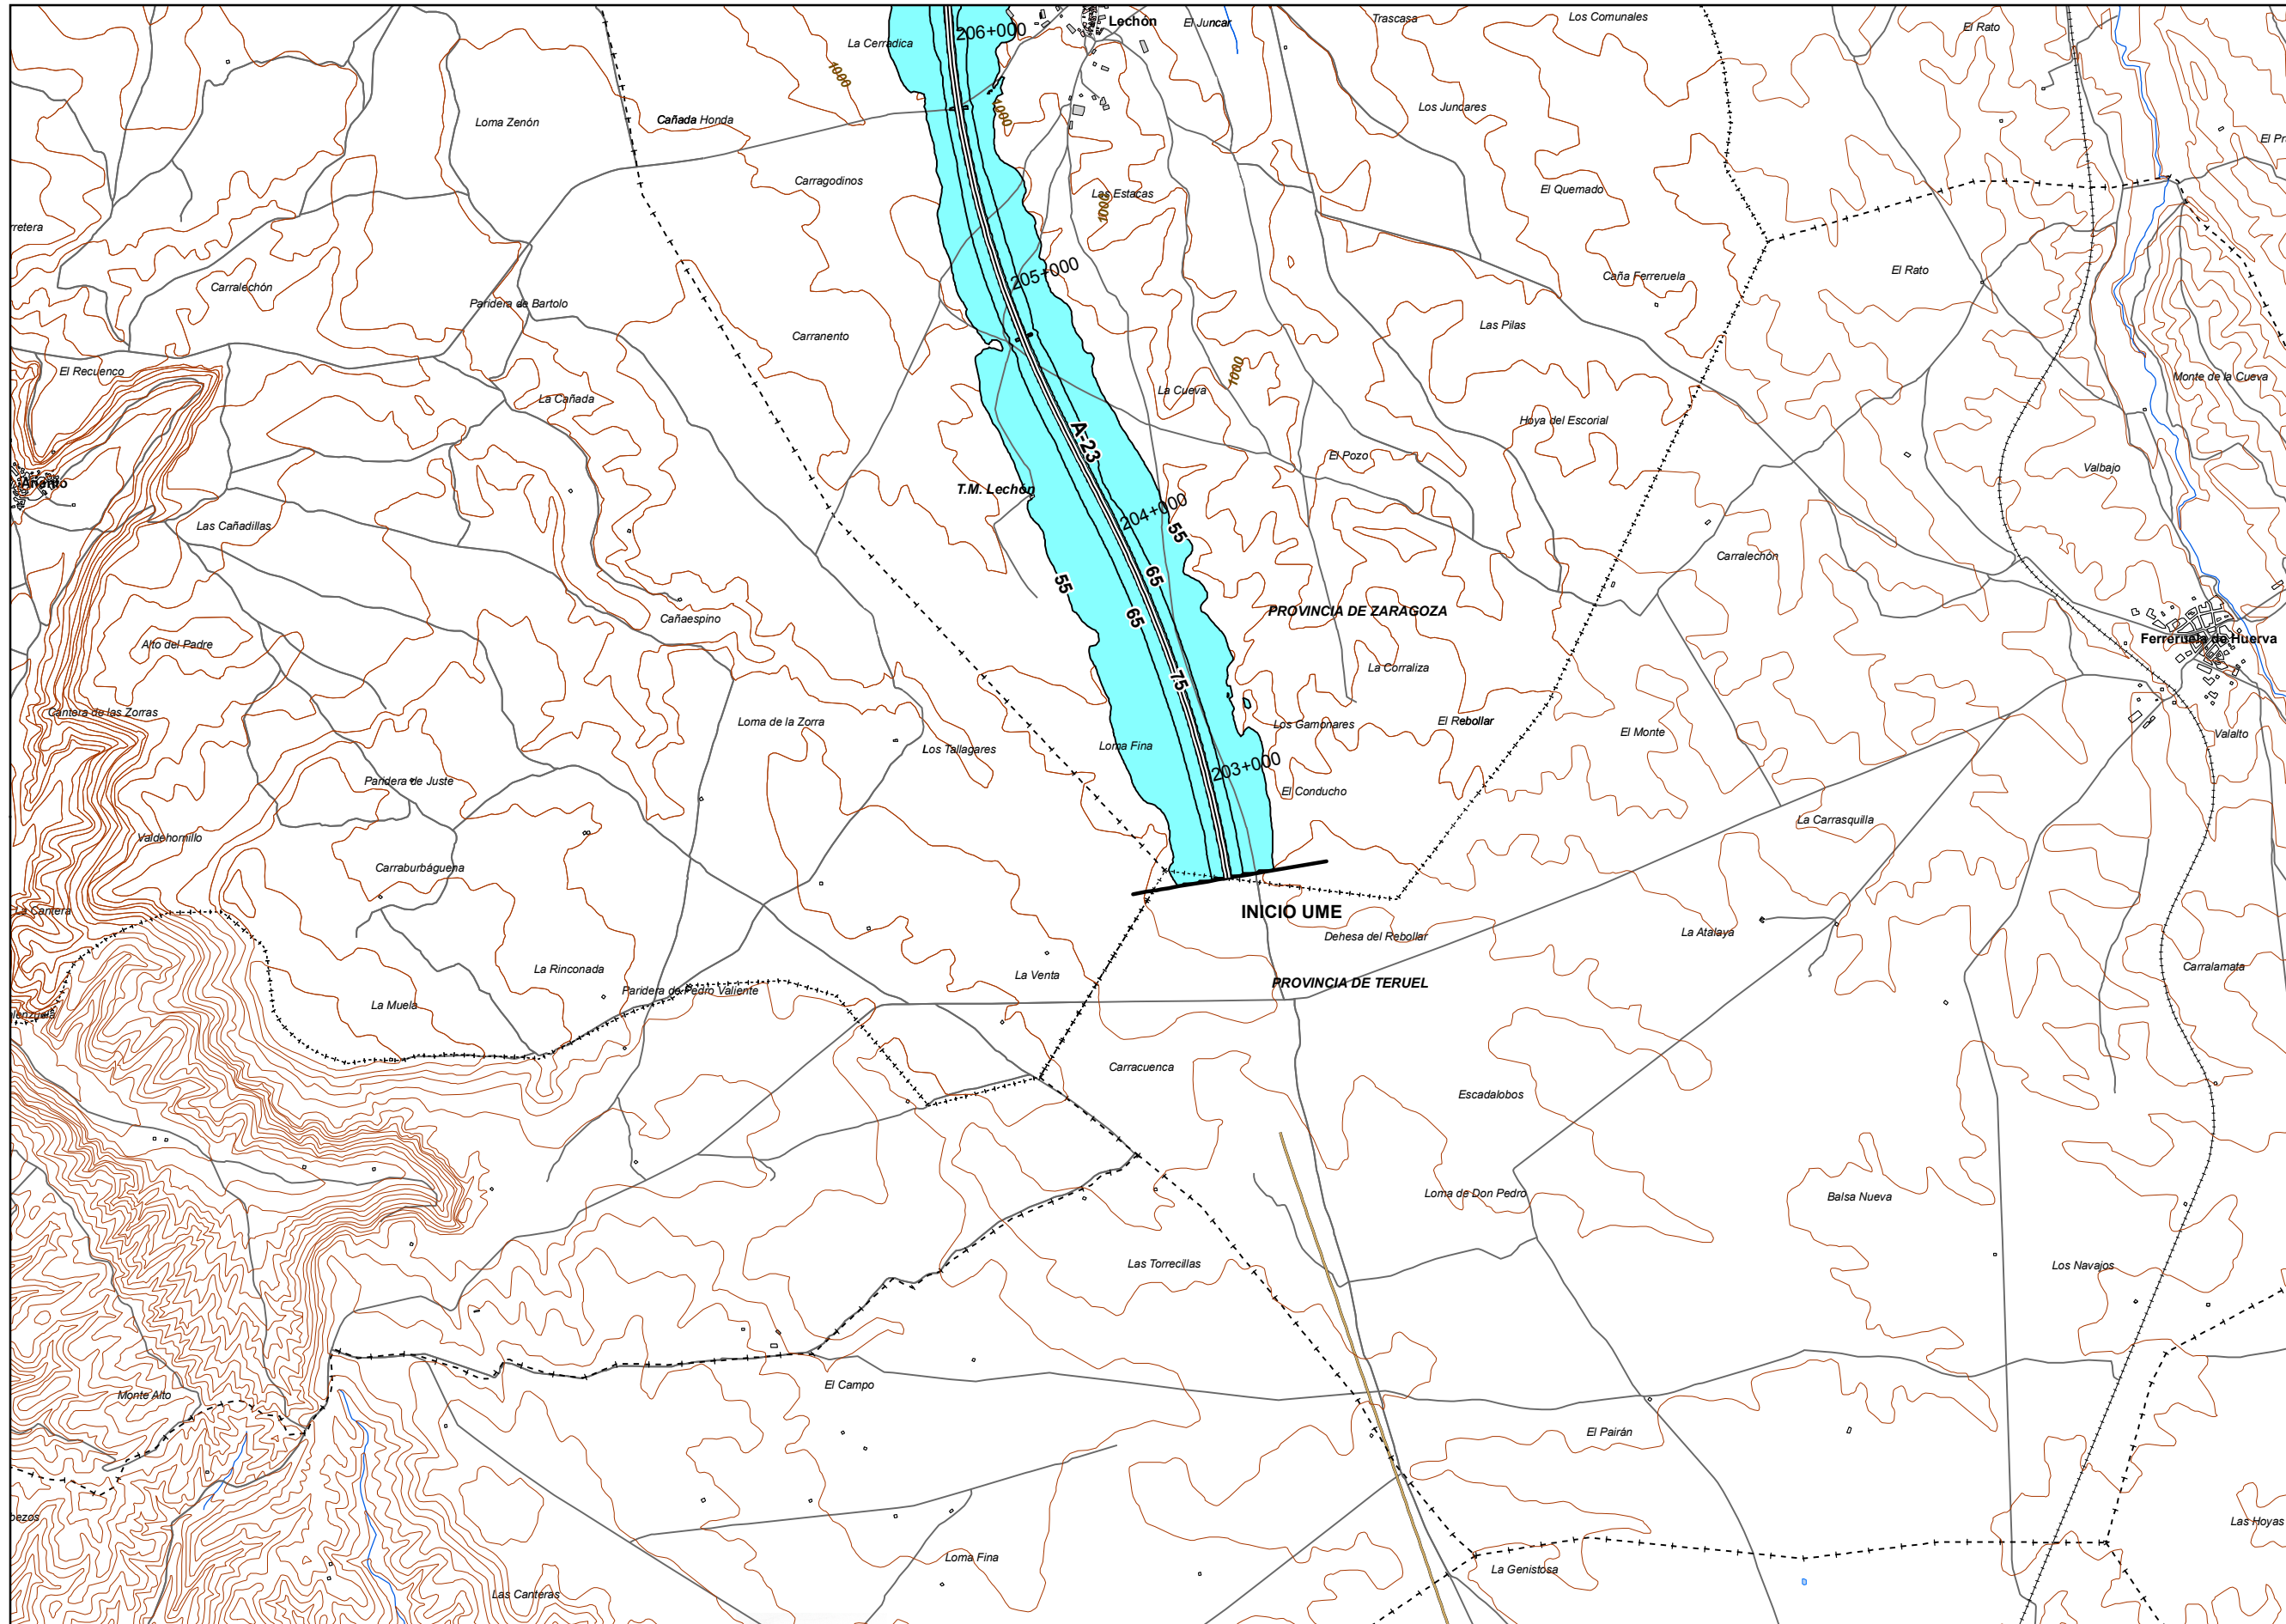 Lechón
El Juncar
Trascasa
Los Comunales
El Rato
206+000
La Cerradica
1000
1000
Los Juncares
Loma Zenón
Cañada Honda
Carragodinos
Las Estacas
1000
El Quemado
Carralechón
205+000
Caña Ferreruela
El Rato
Paridera de Bartolo
Carranento
Las Pilas
El Recuenco
1000
Monte de la Cueva
La Cañada
La Cueva
Hoya del Escorial
A-23
El Pozo
Valbajo
Anento
T.M. Lechón
204+000
Las Cañadillas
55
Carralechón
55
65
65
PROVINCIA DE ZARAGOZA
Cañaespino
Alto del Padre
Ferreruela de Huerva
La Corraliza
75
Cantera de las Zorras
Loma de la Zorra
Los Gamonares
El Rebollar
El Monte
Valalto
Los Tallagares
Loma Fina
203+000
Paridera de Juste
El Conducho
La Carrasquilla
Valdehornillo
Carraburbáguena
La Cantera
INICIO UME
Dehesa del Rebollar
La Atalaya
La Rinconada
La Venta
Carralamata
PROVINCIA DE TERUEL
Paridera de Pedro Valiente
La Muela
Carracuenca
Escadalobos
Loma de Don Pedro
Balsa Nueva
Las Torrecillas
Los Navajos
El Campo
Monte Alto
El Pairán
Las Hoyas
Loma Fina
La Genistosa
Las Canteras